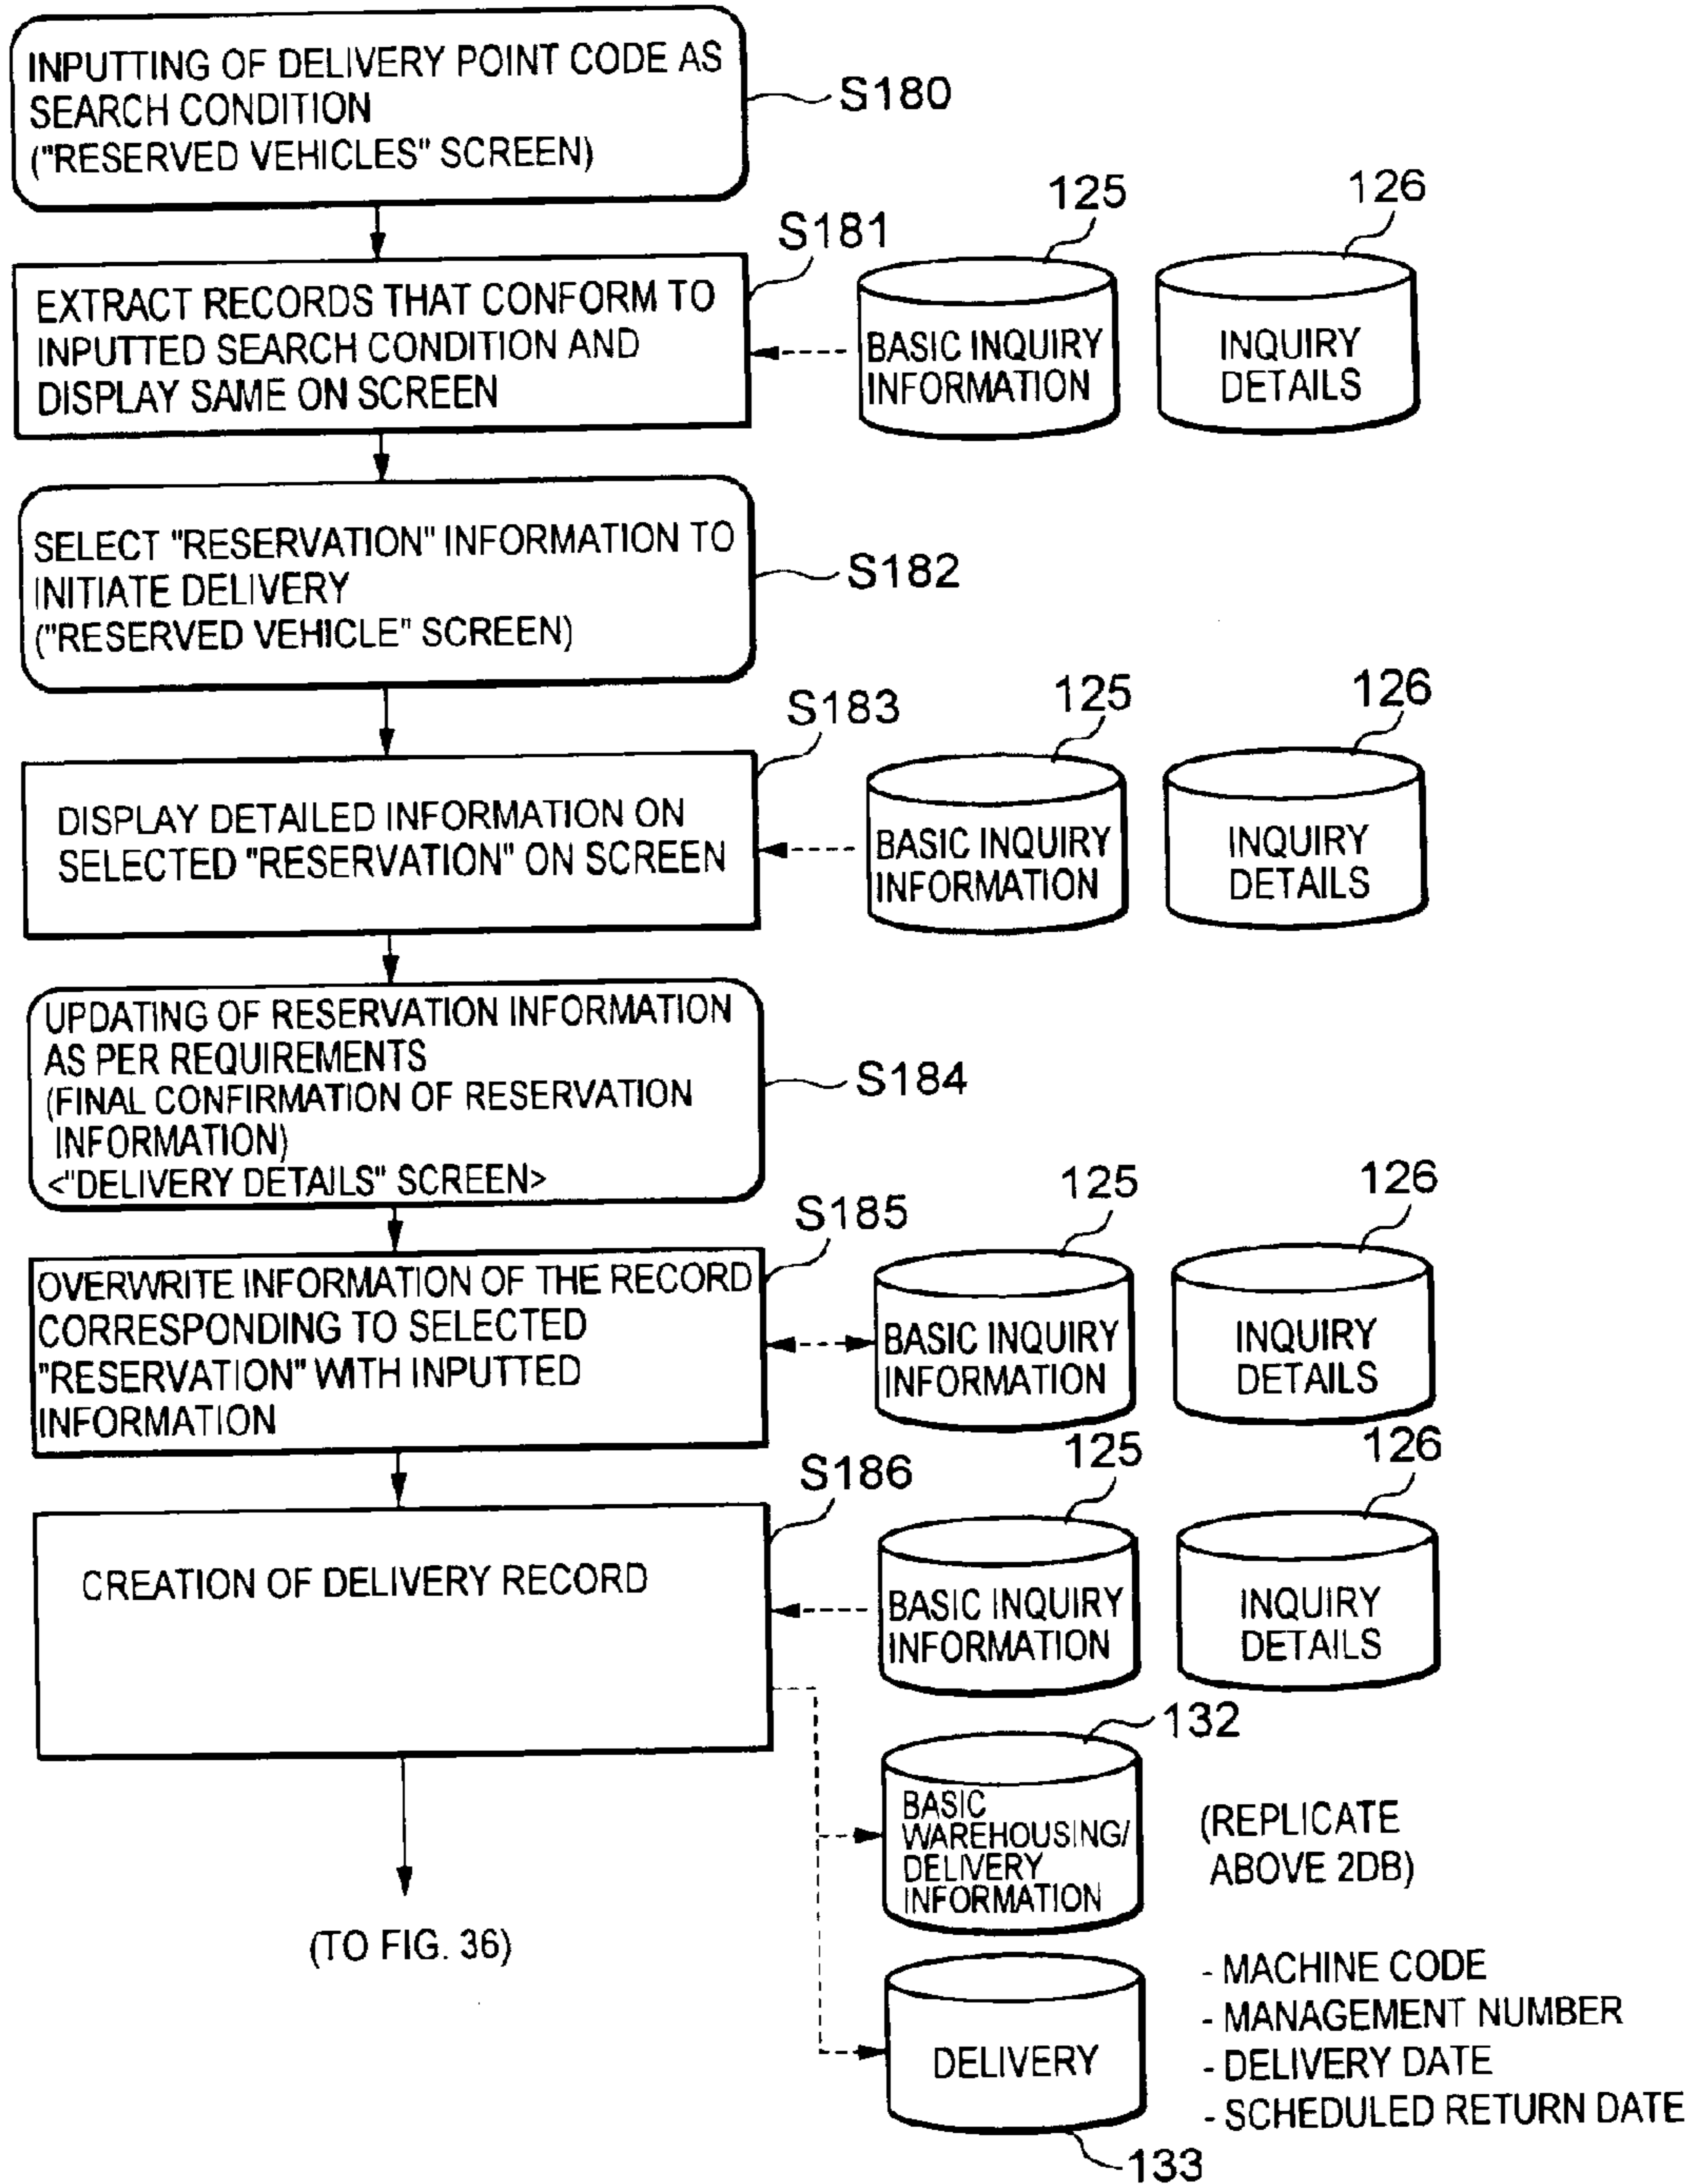 INPUTTING OF DELIVERY POINT CODE AS
SEARCH CONDITION
("RESERVED VEHICLES" SCREEN)
S180
S181
125
126
EXTRACT RECORDS THAT CONFORM TO
INPUTTED SEARCH CONDITION AND
DISPLAY SAME ON SCREEN
BASIC INQUIRY
INFORMATION
INQUIRY
DETAILS
SELECT "RESERVATION" INFORMATION TO
INITIATE DELIVERY
("RESERVED VEHICLE" SCREEN)
S182
S183
125
126
DISPLAY DETAILED INFORMATION ON
SELECTED "RESERVATION" ON SCREEN
BASIC INQUIRY
INFORMATION
INQUIRY
DETAILS
UPDATING OF RESERVATION INFORMATION
AS PER REQUIREMENTS
(FINAL CONFIRMATION OF RESERVATION
INFORMATION)
<"DELIVERY DETAILS" SCREEN>
S184
S185
125
126
OVERWRITE INFORMATION OF THE RECORD
CORRESPONDING TO SELECTED
"RESERVATION" WITH INPUTTED
INFORMATION
BASIC INQUIRY
INFORMATION
INQUIRY
DETAILS
S186
125
126
CREATION OF DELIVERY RECORD
BASIC INQUIRY
INFORMATION
INQUIRY
DETAILS
132
BASIC
WAREHOUSING/
DELIVERY
INFORMATION
(REPLICATE
ABOVE 2DB)
(TO FIG. 36)
DELIVERY
- MACHINE CODE
- MANAGEMENT NUMBER
- DELIVERY DATE
- SCHEDULED RETURN DATE
133